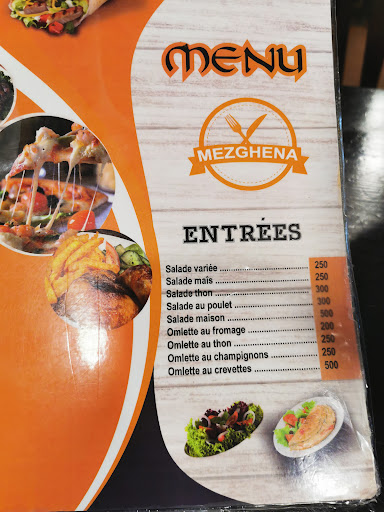 MENU
MEZGHENA
ENTRÉES
Salade variée ........ 250
Salade maïs ........ 250
Salade thon ........ 300
Salade au poulet ........ 300
Salade maison ........ 500
Omlette au fromage ........ 200
Omlette au thon ........ 250
Omlette au champignons ........ 250
Omlette au crevettes ........ 500